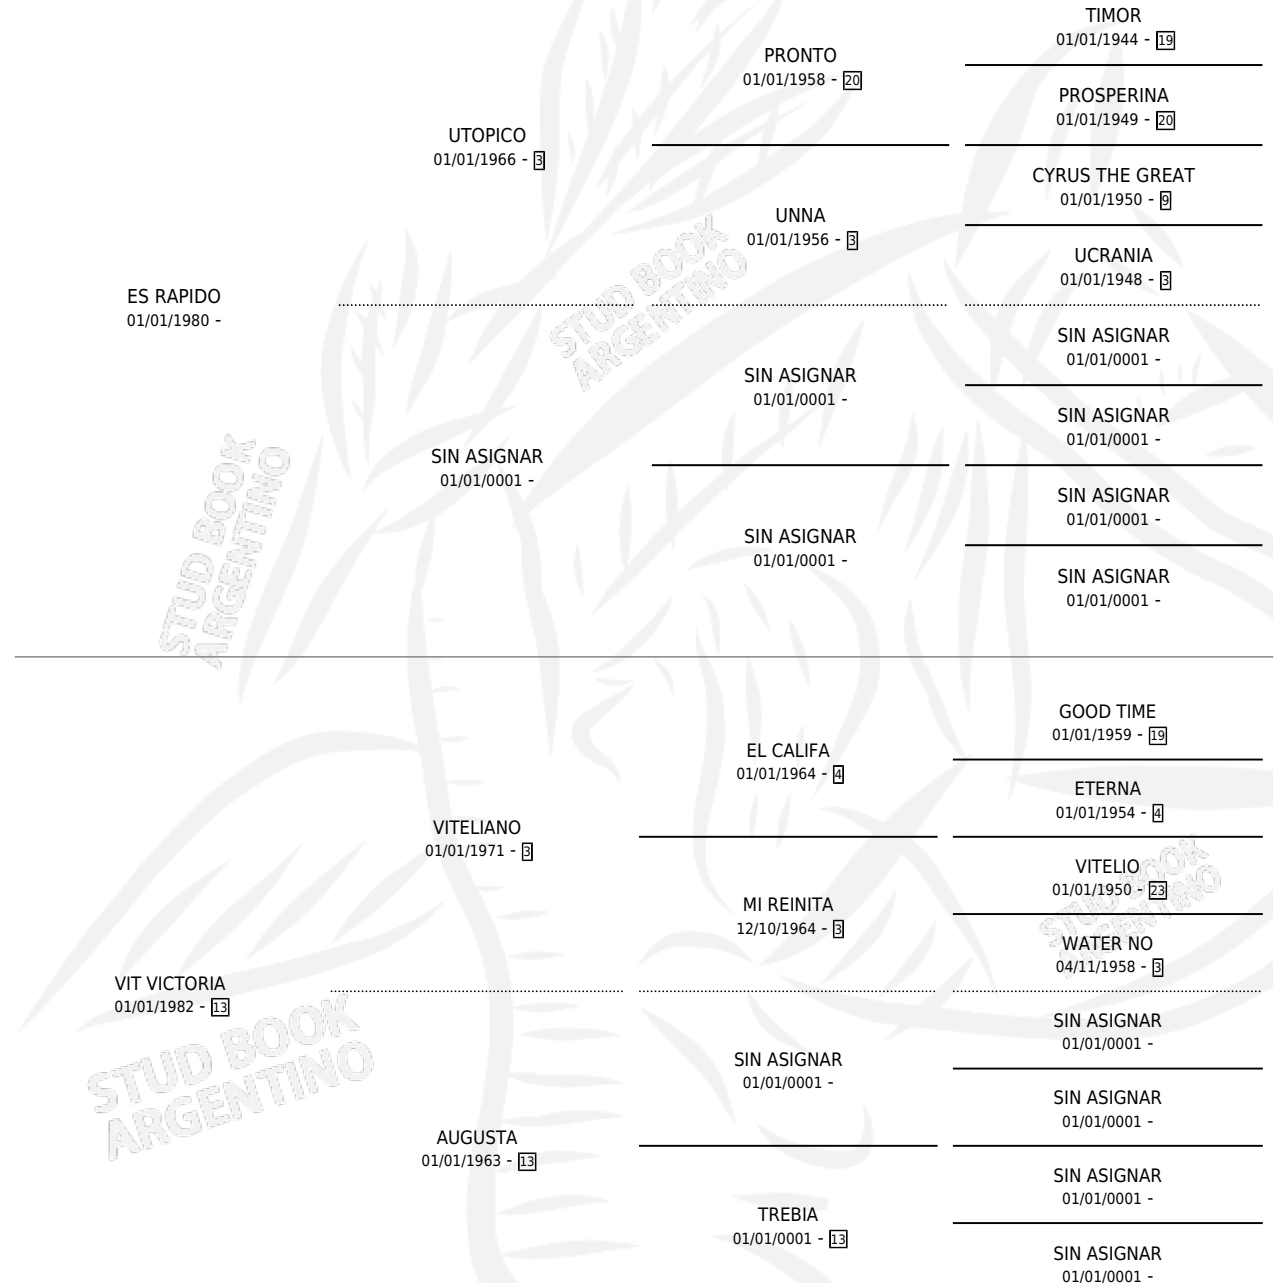 TIMOR
01/01/1944 - 19
PRONTO
01/01/1958 - 20
PROSPERINA
01/01/1949 - 20
UTOPICO
01/01/1966 - 3
CYRUS THE GREAT
01/01/1950 - 9
UNNA
01/01/1956 - 3
UCRANIA
01/01/1948 - 3
ES RAPIDO
01/01/1980 -
SIN ASIGNAR
01/01/0001 -
SIN ASIGNAR
01/01/0001 -
SIN ASIGNAR
01/01/0001 -
SIN ASIGNAR
01/01/0001 -
SIN ASIGNAR
01/01/0001 -
SIN ASIGNAR
01/01/0001 -
SIN ASIGNAR
01/01/0001 -
STUD BOOK
ARGENTINO
STUD BOOK
ARGENTINO
GOOD TIME
01/01/1959 - 19
EL CALIFA
01/01/1964 - 4
ETERNA
01/01/1954 - 4
VITELIANO
01/01/1971 - 3
VITELIO
01/01/1950 - 23
MI REINITA
12/10/1964 - 3
WATER NO
04/11/1958 - 3
STUD BOOK
ARGENTINO
VIT VICTORIA
01/01/1982 - 13
SIN ASIGNAR
01/01/0001 -
SIN ASIGNAR
01/01/0001 -
SIN ASIGNAR
01/01/0001 -
STUD BOOK
ARGENTINO
AUGUSTA
01/01/1963 - 13
SIN ASIGNAR
01/01/0001 -
TREBIA
01/01/0001 - 13
SIN ASIGNAR
01/01/0001 -